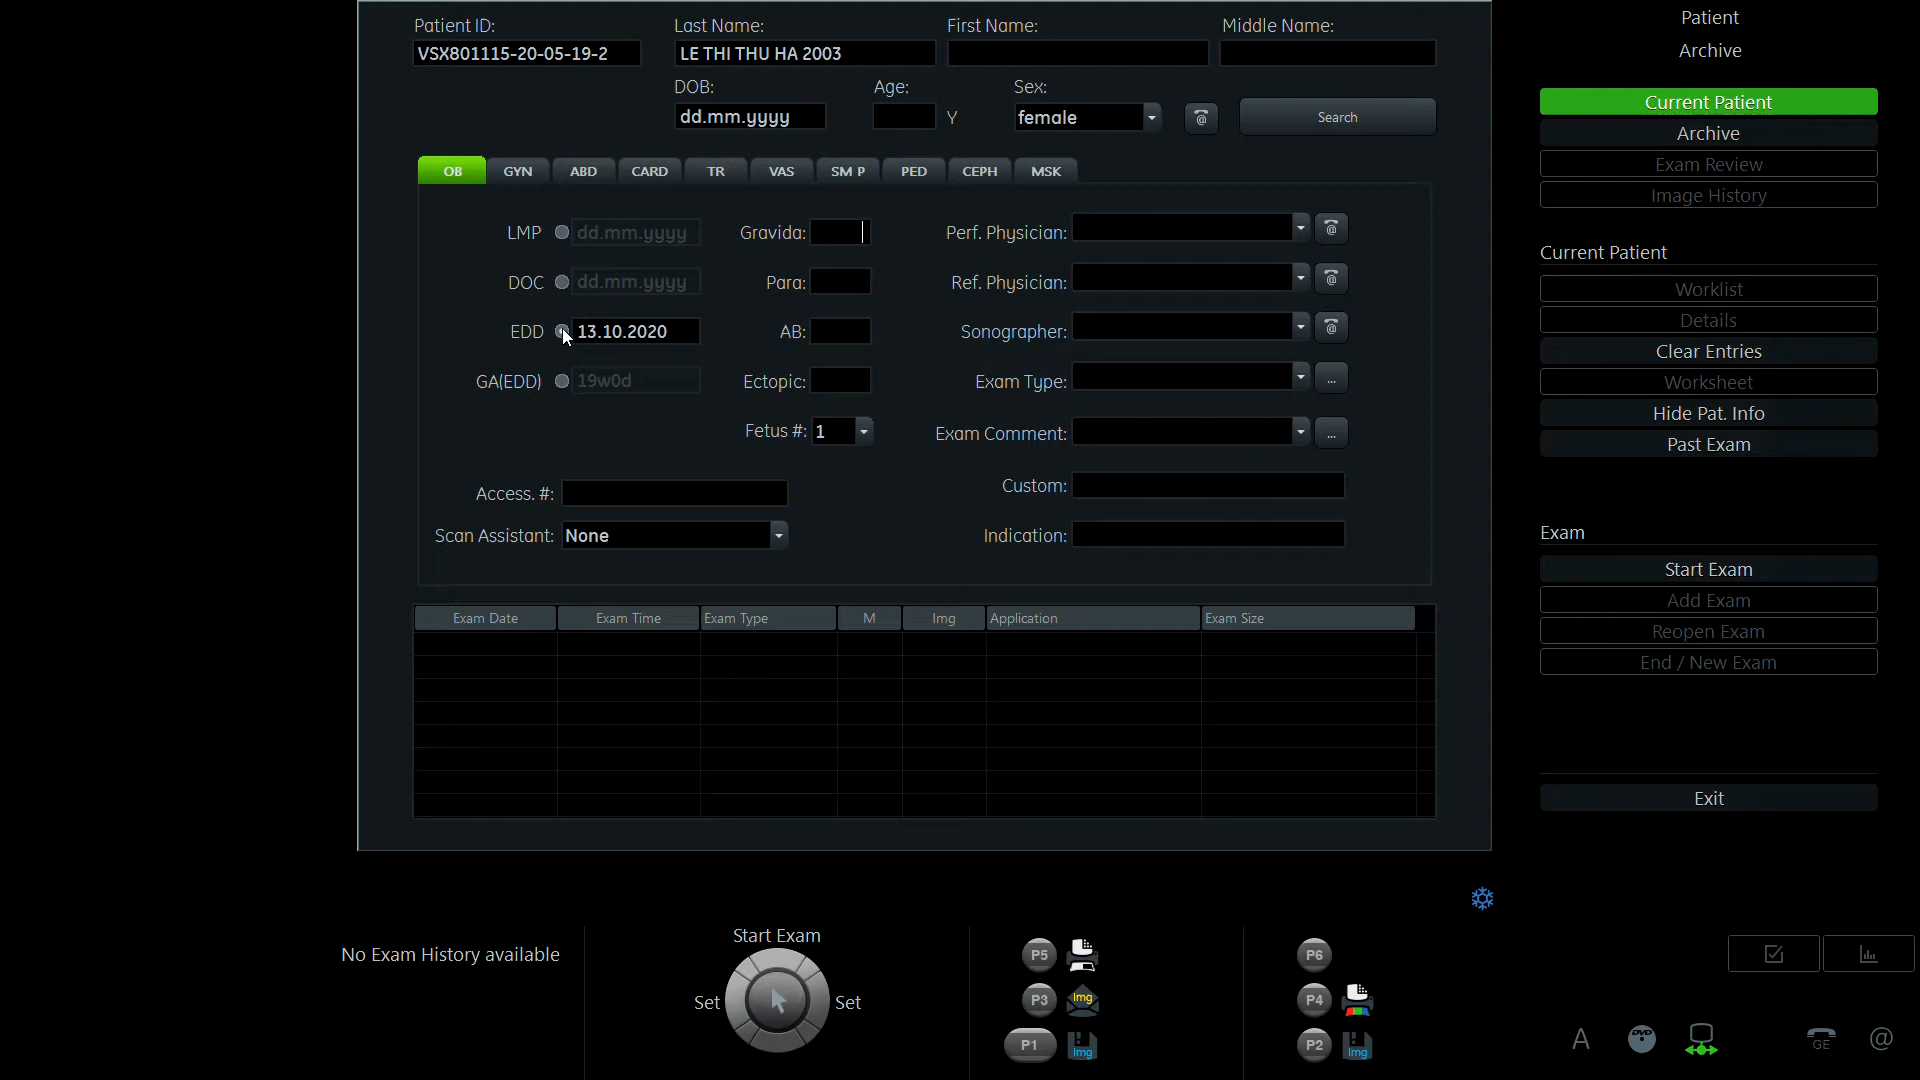 Patient ID: Last Name: First Name: Middle Name:
VSX801115-20-05-19-2 LE THI THU HA 2003
DOB: Age: Sex:
dd.mm.yyyy Y female @ Search
OB GYN ABD CARD TR VAS SM P PED CEPH MSK
LMP dd.mm.yyyy Gravida: Perf. Physician: @
DOC dd.mm.yyyy Para: Ref. Physician: @
EDD 13.10.2020 AB: Sonographer: @
GA(EDD) 19w0d Ectopic: Exam Type: ...
Fetus #: 1 Exam Comment: ...
Access. #: Custom:
Scan Assistant: None Indication:
Exam Date Exam Time Exam Type M Img Application Exam Size
Patient
Archive
Current Patient
Archive
Exam Review
Image History
Current Patient
Worklist
Details
Clear Entries
Worksheet
Hide Pat. Info
Past Exam
Exam
Start Exam
Add Exam
Reopen Exam
End / New Exam
Exit
No Exam History available
Start Exam
Set Set
P5
P3 Img
P1 Img
P6
P4
P2 Img
A DVD GE @